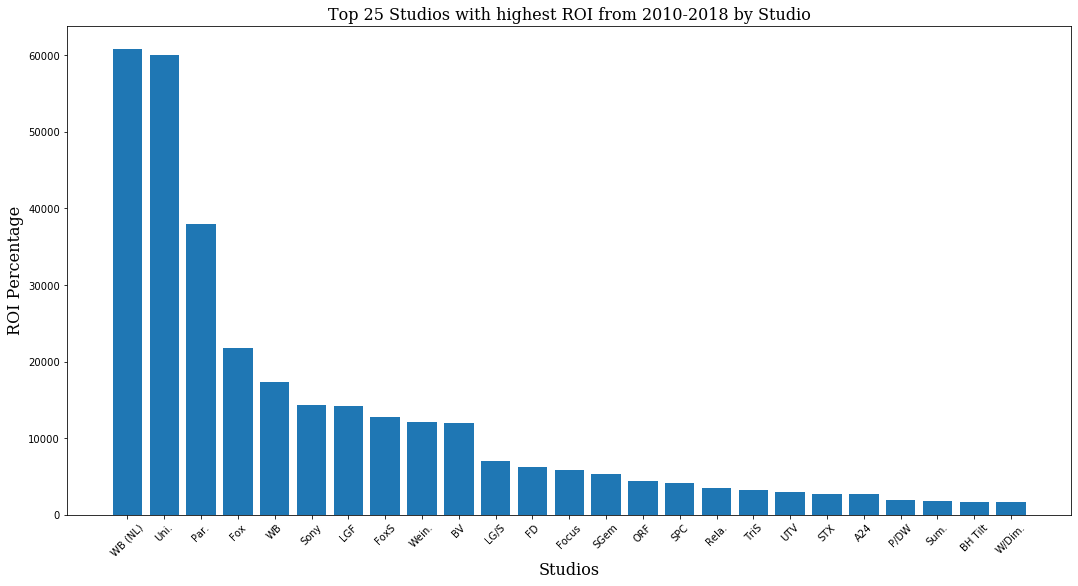 Top 25 Studios with highest ROI from 2010-2018 by Studio
ROI Percentage
60000
50000
40000
30000
20000
10000
0
WB (NL) Uni. Par. Fox WB Sony LGF FoxS Wein. BV LG/S FD Focus SGem ORF SPC Rela. TriS UTV STX A24 P/DW Sum. BH Tilt W/Dim.
Studios